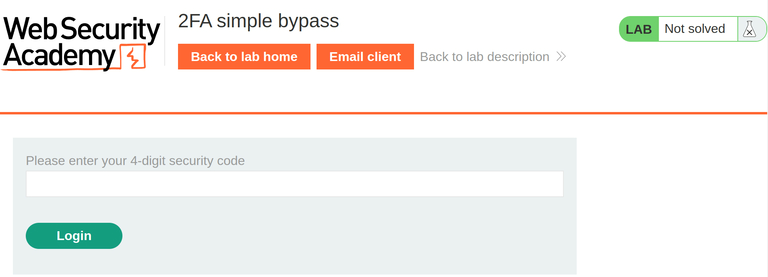 Web Security
Academy
2FA simple bypass
LAB Not solved
Back to lab home Email client Back to lab description
Please enter your 4-digit security code
Login